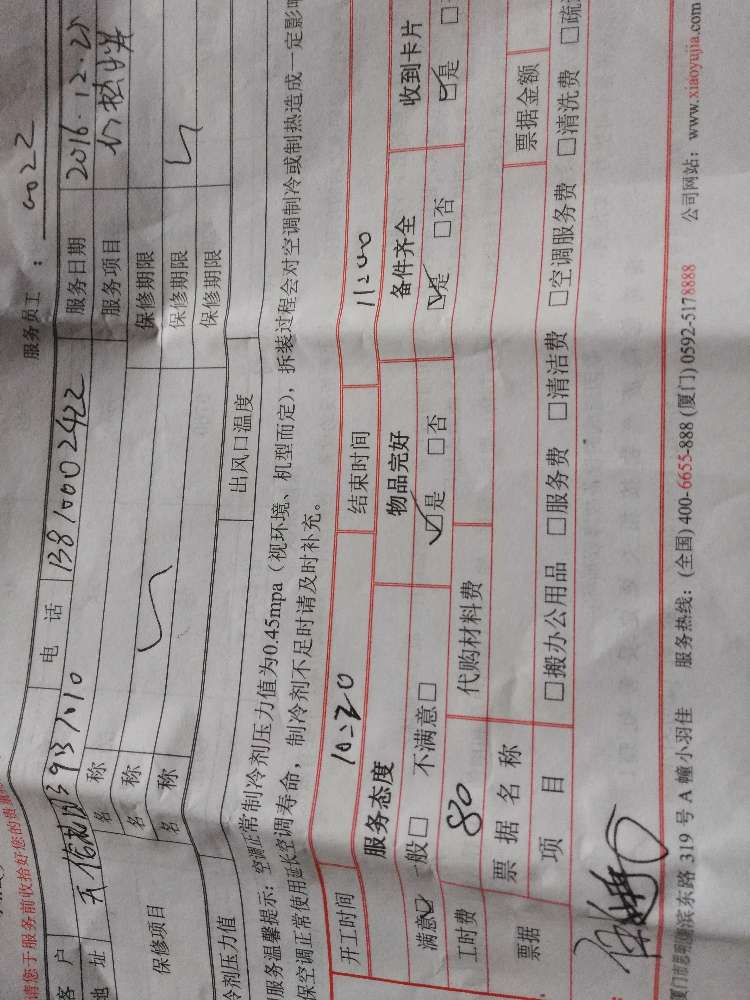 请您于服务前收拾好您的贵重
服务员工：
客户
电话 13810002422 服务日期 2016.12.25
地址 服务项目
保修项目 名称 保修期限
名称 保修期限
名称 保修期限
冷剂压力值 出风口温度
服务温馨提示：空调正常制冷剂压力值为0.45mpa（视环境、机型而定），拆装过程会对空调制冷或制热造成一定影响
保空调正常使用延长空调寿命，制冷剂不足时请及时补充。
开工时间 10:20 结束时间 11:00
服务态度 物品完好 备件齐全 收到卡片
满意☑ 一般□ 不满意□ ☑是 □否 ☑是 □否 ☑是 □
工时费 80 代购材料费
票据 票据名称 票据金额
项目 □搬办公用品 □服务费 □清洁费 □空调服务费 □清洗费 □疏
厦门市思明区湖滨东路 319 号 A 幢小羽佳 服务热线：(全国) 400-6655-888 (厦门) 0592-5178888 公司网站：www.xiaoyujia.com